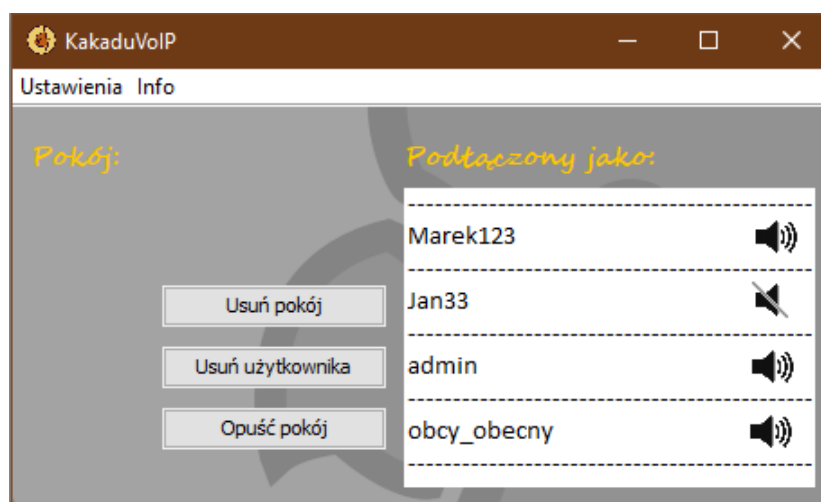 KakaduVoIP
Ustawienia Info
Pokój:
Podłączony jako:
Usuń pokój
Usuń użytkownika
Opuść pokój
--------------------------------------------------
Marek123
--------------------------------------------------
Jan33
--------------------------------------------------
admin
--------------------------------------------------
obcy_obecny
--------------------------------------------------